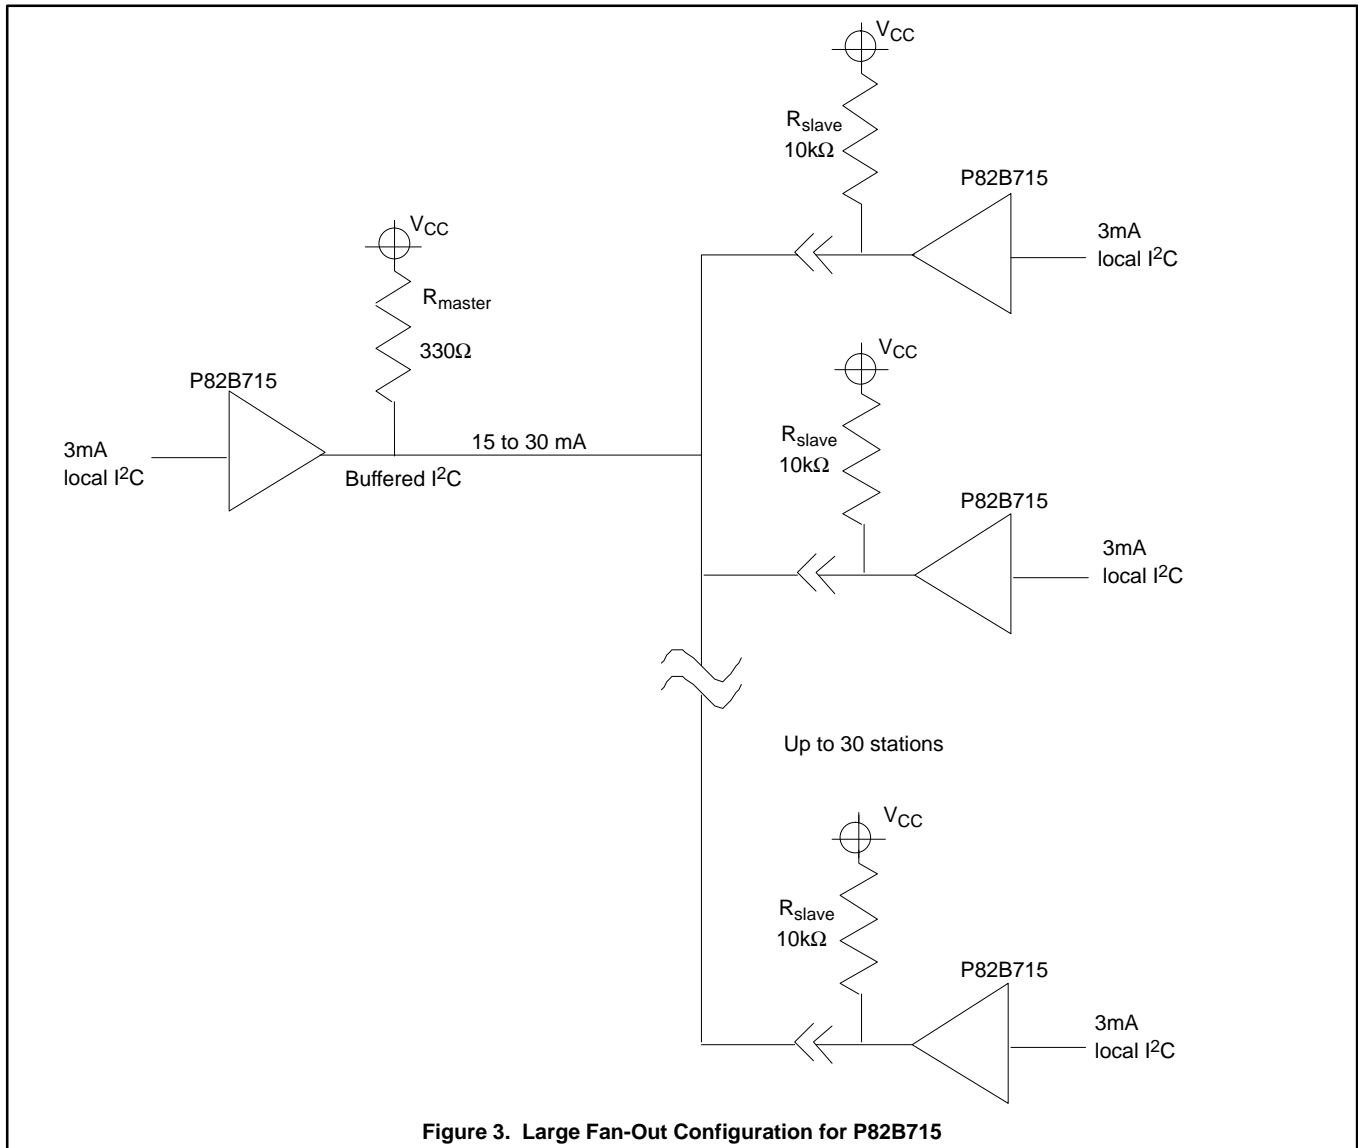 VCC
Rslave
10kΩ
P82B715
3mA
local I2C
VCC
Rmaster
330Ω
P82B715
3mA
local I2C
15 to 30 mA
Buffered I2C
VCC
Rslave
10kΩ
P82B715
3mA
local I2C
Up to 30 stations
VCC
Rslave
10kΩ
P82B715
3mA
local I2C
Figure 3. Large Fan-Out Configuration for P82B715